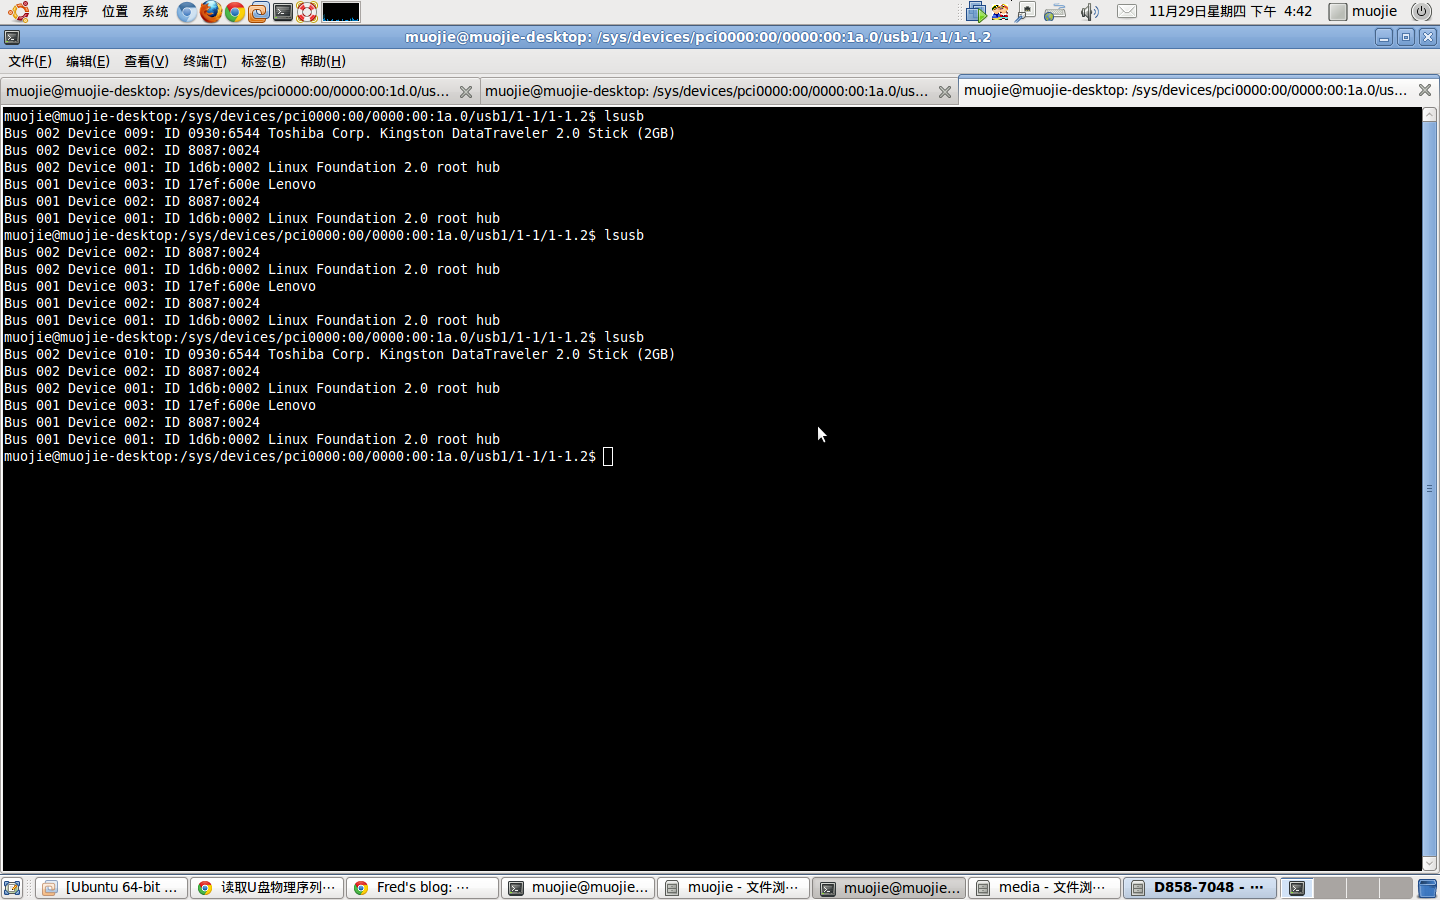 应用程序 位置 系统 11月29日星期四 下午 4:42 muojie
muojie@muojie-desktop: /sys/devices/pci0000:00/0000:00:1a.0/usb1/1-1/1-1.2
文件(F) 编辑(E) 查看(V) 终端(T) 标签(B) 帮助(H)
muojie@muojie-desktop: /sys/devices/pci0000:00/0000:00:1d.0/us... muojie@muojie-desktop: /sys/devices/pci0000:00/0000:00:1a.0/us... muojie@muojie-desktop: /sys/devices/pci0000:00/0000:00:1a.0/us...
muojie@muojie-desktop:/sys/devices/pci0000:00/0000:00:1a.0/usb1/1-1/1-1.2$ lsusb
Bus 002 Device 009: ID 0930:6544 Toshiba Corp. Kingston DataTraveler 2.0 Stick (2GB)
Bus 002 Device 002: ID 8087:0024
Bus 002 Device 001: ID 1d6b:0002 Linux Foundation 2.0 root hub
Bus 001 Device 003: ID 17ef:600e Lenovo
Bus 001 Device 002: ID 8087:0024
Bus 001 Device 001: ID 1d6b:0002 Linux Foundation 2.0 root hub
muojie@muojie-desktop:/sys/devices/pci0000:00/0000:00:1a.0/usb1/1-1/1-1.2$ lsusb
Bus 002 Device 002: ID 8087:0024
Bus 002 Device 001: ID 1d6b:0002 Linux Foundation 2.0 root hub
Bus 001 Device 003: ID 17ef:600e Lenovo
Bus 001 Device 002: ID 8087:0024
Bus 001 Device 001: ID 1d6b:0002 Linux Foundation 2.0 root hub
muojie@muojie-desktop:/sys/devices/pci0000:00/0000:00:1a.0/usb1/1-1/1-1.2$ lsusb
Bus 002 Device 010: ID 0930:6544 Toshiba Corp. Kingston DataTraveler 2.0 Stick (2GB)
Bus 002 Device 002: ID 8087:0024
Bus 002 Device 001: ID 1d6b:0002 Linux Foundation 2.0 root hub
Bus 001 Device 003: ID 17ef:600e Lenovo
Bus 001 Device 002: ID 8087:0024
Bus 001 Device 001: ID 1d6b:0002 Linux Foundation 2.0 root hub
muojie@muojie-desktop:/sys/devices/pci0000:00/0000:00:1a.0/usb1/1-1/1-1.2$
[Ubuntu 64-bit ... 读取U盘物理序列... Fred's blog: ... muojie@muojie... muojie - 文件浏... muojie@muojie... media - 文件浏... D858-7048 - ...